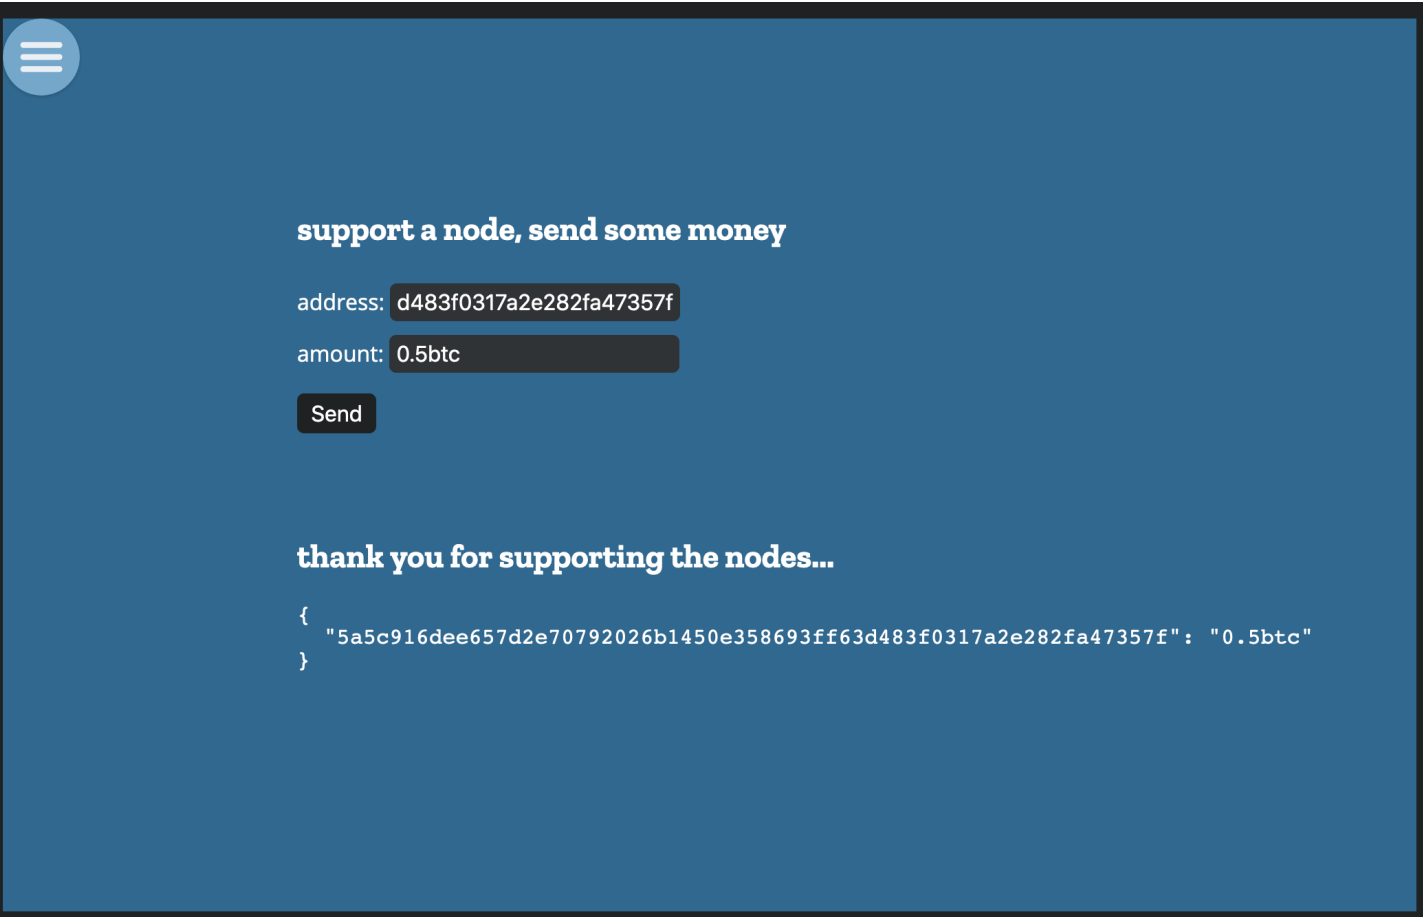 support a node, send some money
address: d483f0317a2e282fa47357f
amount: 0.5btc
Send
thank you for supporting the nodes...
{
"5a5c916dee657d2e70792026b1450e358693ff63d483f0317a2e282fa47357f": "0.5btc"
}